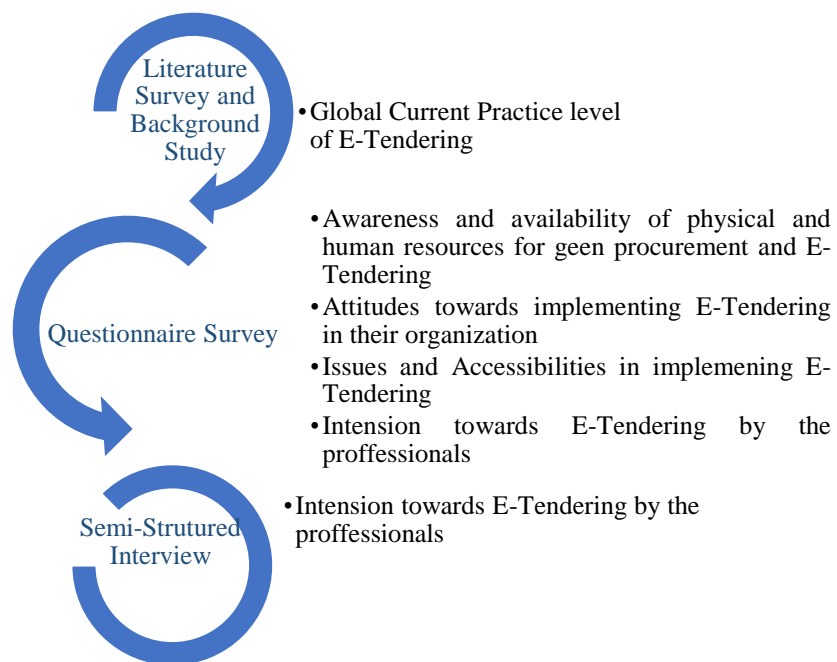 Literature
Survey and
Background
Study
•Global Current Practice level
of E-Tendering
Questionnaire Survey
•Awareness and availability of physical and
human resources for geen procurement and E-
Tendering
•Attitudes towards implementing E-Tendering
in their organization
•Issues and Accessibilities in implemening E-
Tendering
•Intension towards E-Tendering by the
proffessionals
Semi-Strutured
Interview
•Intension towards E-Tendering by the
proffessionals